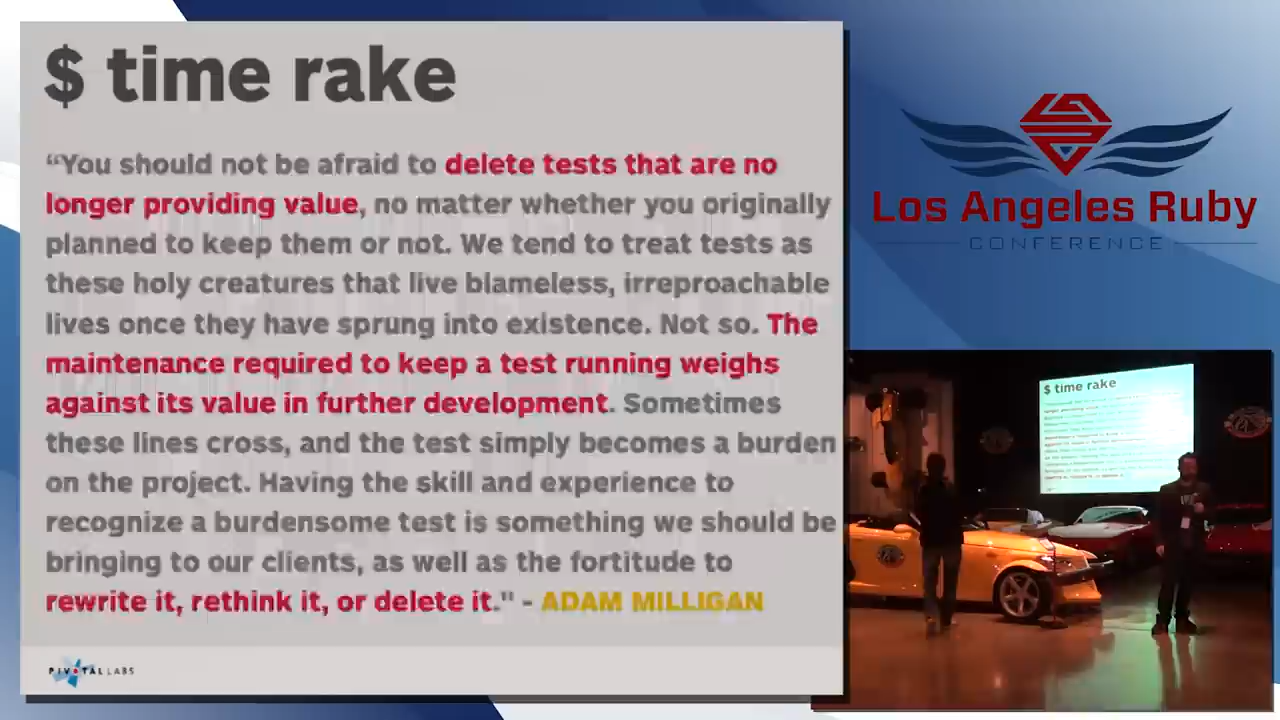 $ time rake
“You should not be afraid to delete tests that are no
longer providing value, no matter whether you originally
planned to keep them or not. We tend to treat tests as
these holy creatures that live blameless, irreproachable
lives once they have sprung into existence. Not so. The
maintenance required to keep a test running weighs
against its value in further development. Sometimes
these lines cross, and the test simply becomes a burden
on the project. Having the skill and experience to
recognize a burdensome test is something we should be
bringing to our clients, as well as the fortitude to
rewrite it, rethink it, or delete it." - ADAM MILLIGAN
PIVOTAL LABS
Los Angeles Ruby
CONFERENCE
$ time rake